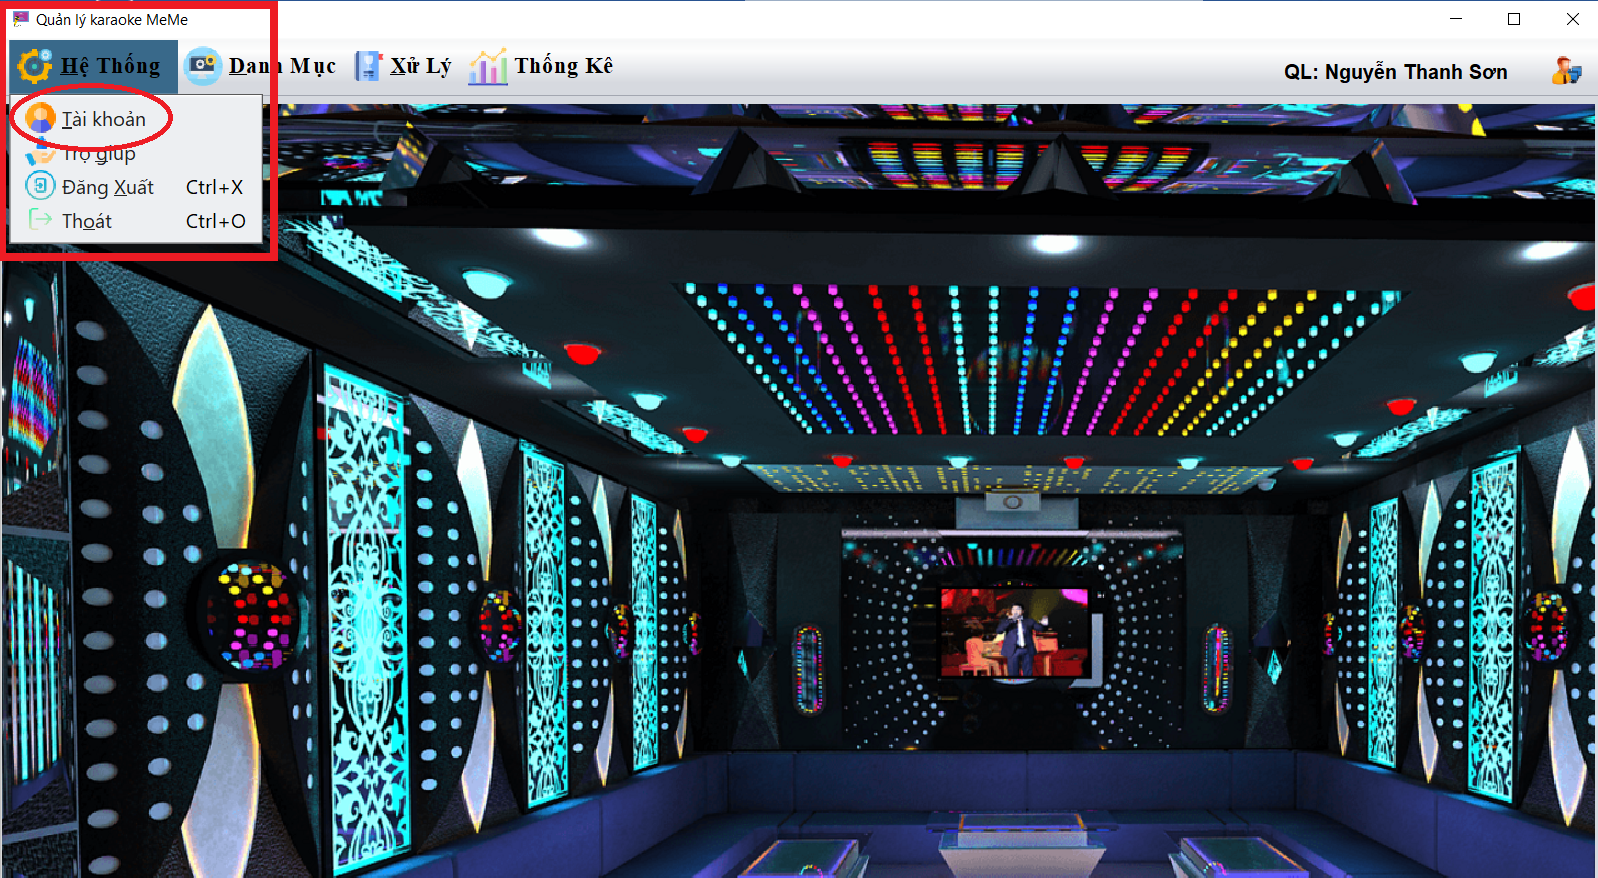 Quản lý karaoke MeMe
Hệ Thống Danh Mục Xử Lý Thống Kê QL: Nguyễn Thanh Sơn
Tài khoản
Trợ giúp
Đăng Xuất Ctrl+X
Thoát Ctrl+O